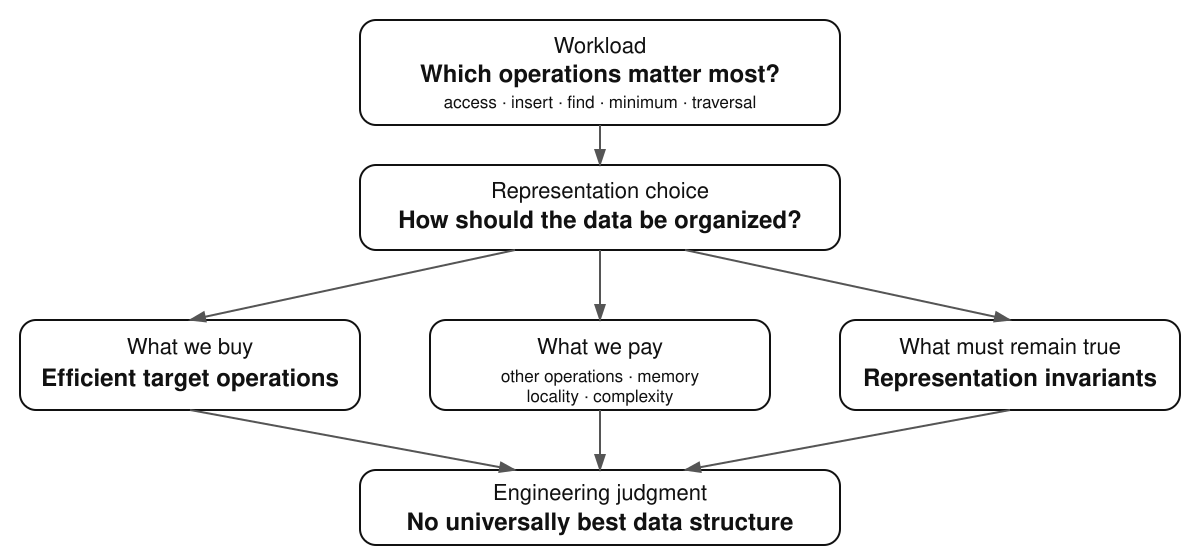 Workload
Which operations matter most?
access · insert · find · minimum · traversal
Representation choice
How should the data be organized?
What we buy
Efficient target operations
What we pay
other operations · memory
locality · complexity
What must remain true
Representation invariants
Engineering judgment
No universally best data structure